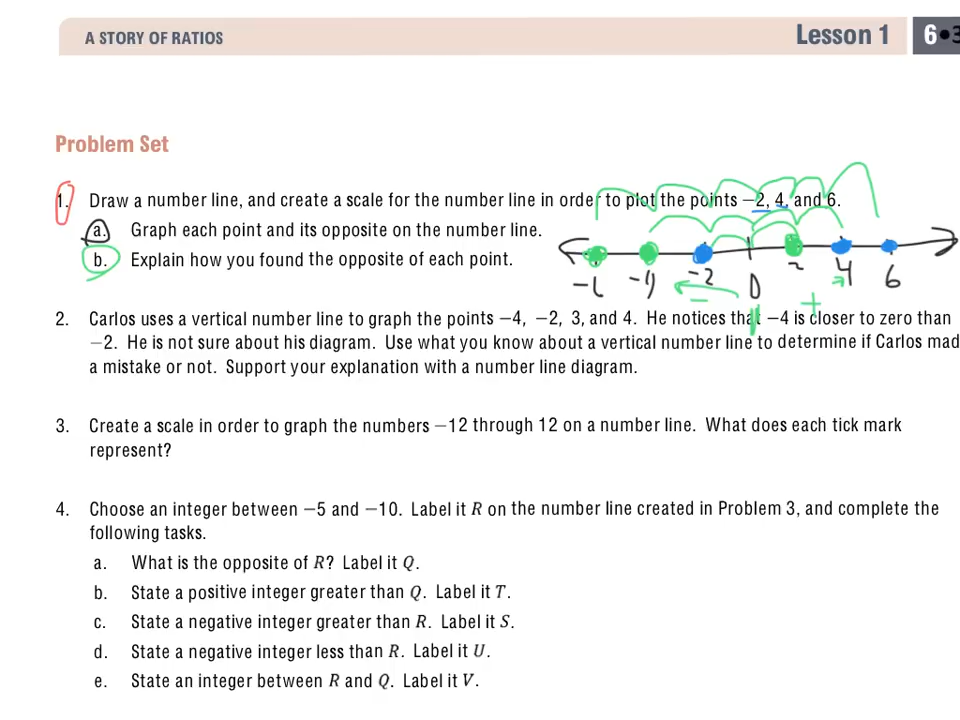 A STORY OF RATIOS
Lesson 1
6•3
Problem Set
1. Draw a number line, and create a scale for the number line in order to plot the points −2, 4, and 6.
a. Graph each point and its opposite on the number line.
b. Explain how you found the opposite of each point.
−6 −4 −2 0 2 4 6
− +
2. Carlos uses a vertical number line to graph the points −4, −2, 3, and 4. He notices that −4 is closer to zero than
−2. He is not sure about his diagram. Use what you know about a vertical number line to determine if Carlos mad
a mistake or not. Support your explanation with a number line diagram.
3. Create a scale in order to graph the numbers −12 through 12 on a number line. What does each tick mark
represent?
4. Choose an integer between −5 and −10. Label it R on the number line created in Problem 3, and complete the
following tasks.
a. What is the opposite of R? Label it Q.
b. State a positive integer greater than Q. Label it T.
c. State a negative integer greater than R. Label it S.
d. State a negative integer less than R. Label it U.
e. State an integer between R and Q. Label it V.